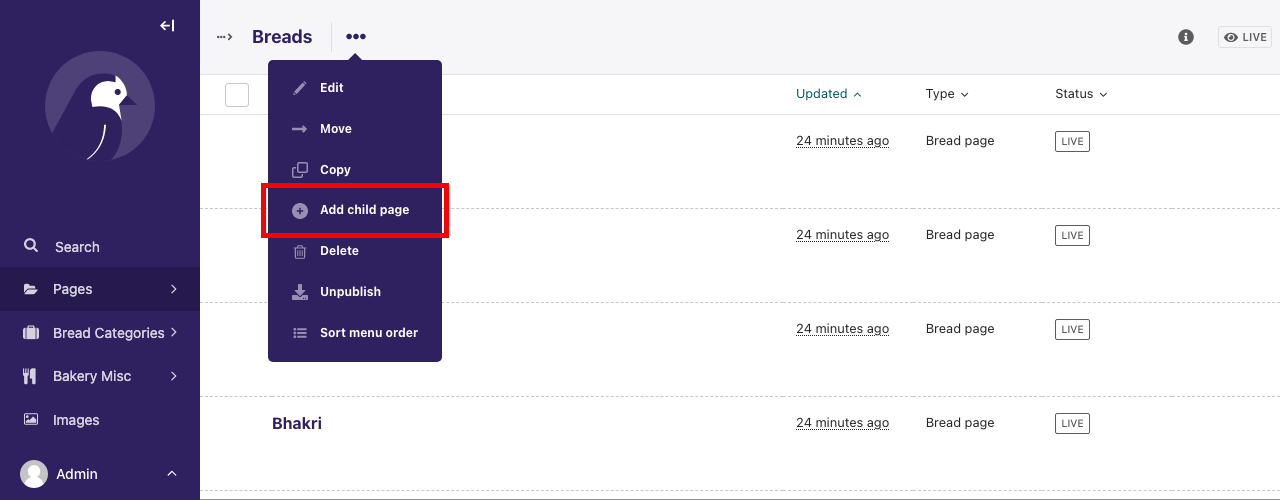 Breads
LIVE
Edit
Move
Copy
Add child page
Delete
Unpublish
Sort menu order
Updated Type Status
24 minutes ago Bread page LIVE
24 minutes ago Bread page LIVE
24 minutes ago Bread page LIVE
Bhakri 24 minutes ago Bread page LIVE
Search
Pages
Bread Categories
Bakery Misc
Images
Admin